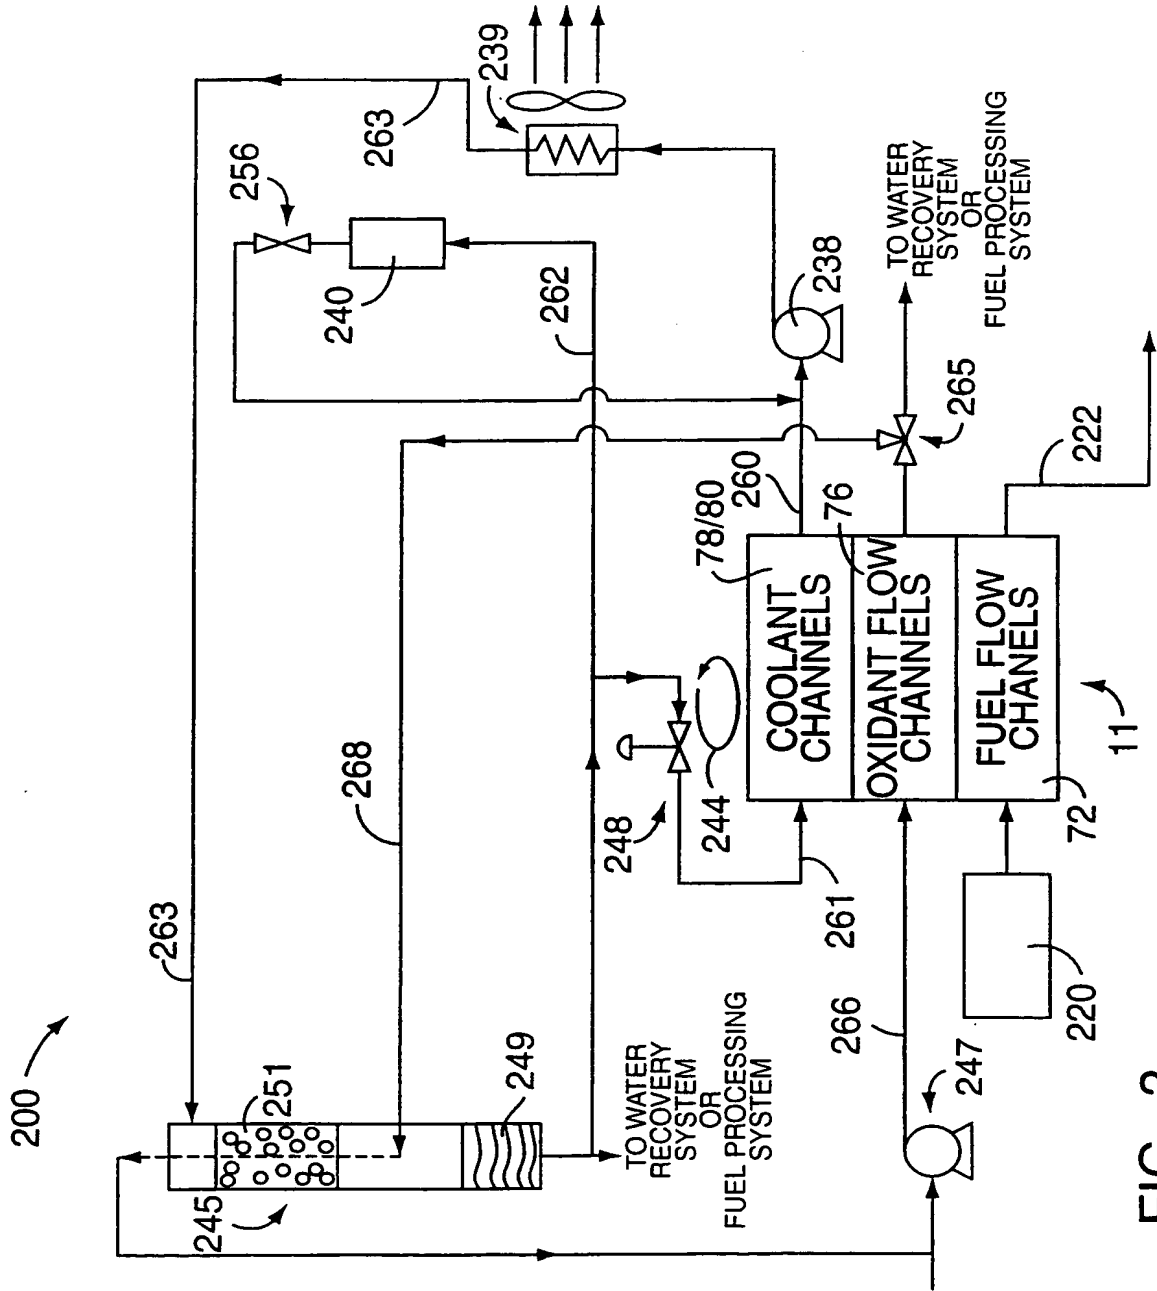 200
263
268
263
256
239
240
262
245
251
249
TO WATER
RECOVERY
SYSTEM
OR
FUEL PROCESSING
SYSTEM
248
244
261
260
238
78/80
COOLANT
CHANNELS
76
OXIDANT FLOW
CHANNELS
FUEL FLOW
CHANNELS
72
11
265
TO WATER
RECOVERY
SYSTEM
OR
FUEL PROCESSING
SYSTEM
222
266
247
220